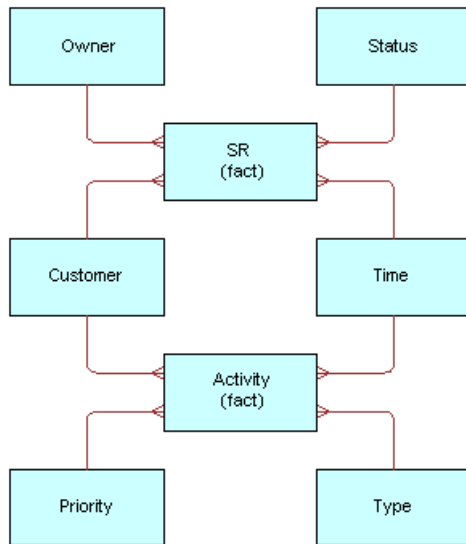 Owner
Status
SR
(fact)
Customer
Time
Activity
(fact)
Priority
Type